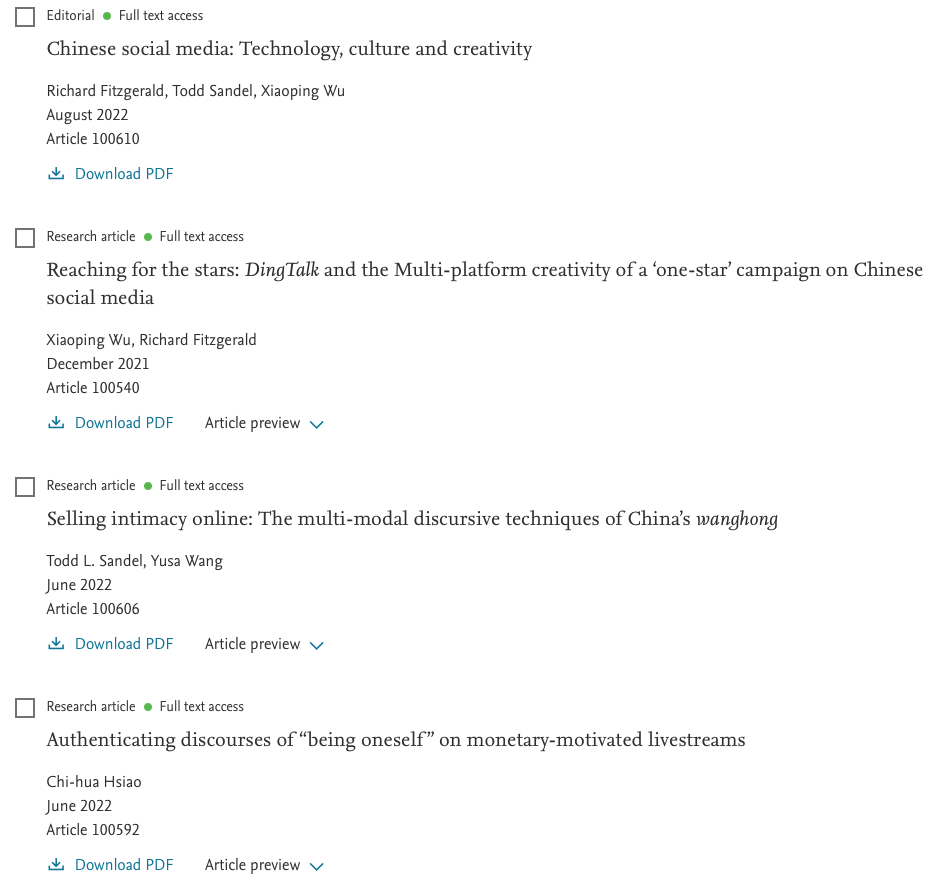 Editorial ● Full text access
Chinese social media: Technology, culture and creativity
Richard Fitzgerald, Todd Sandel, Xiaoping Wu
August 2022
Article 100610
Download PDF
Research article ● Full text access
Reaching for the stars: DingTalk and the Multi-platform creativity of a ‘one-star’ campaign on Chinese
social media
Xiaoping Wu, Richard Fitzgerald
December 2021
Article 100540
Download PDF Article preview
Research article ● Full text access
Selling intimacy online: The multi-modal discursive techniques of China’s wanghong
Todd L. Sandel, Yusa Wang
June 2022
Article 100606
Download PDF Article preview
Research article ● Full text access
Authenticating discourses of “being oneself” on monetary-motivated livestreams
Chi-hua Hsiao
June 2022
Article 100592
Download PDF Article preview